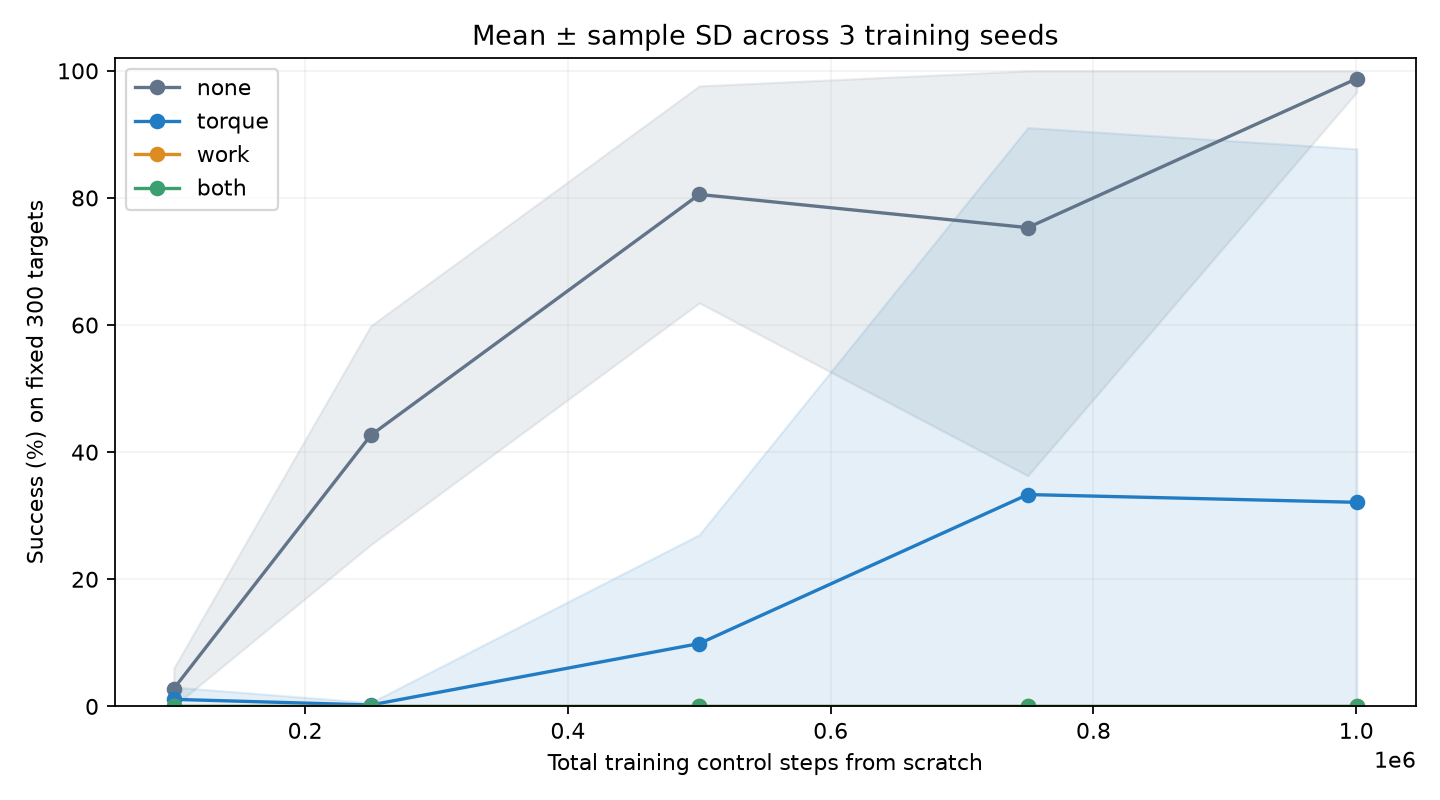 Mean ± sample SD across 3 training seeds
none
torque
work
both
Success (%) on fixed 300 targets
100
80
60
40
20
0
0.2
0.4
0.6
0.8
1.0
1e6
Total training control steps from scratch